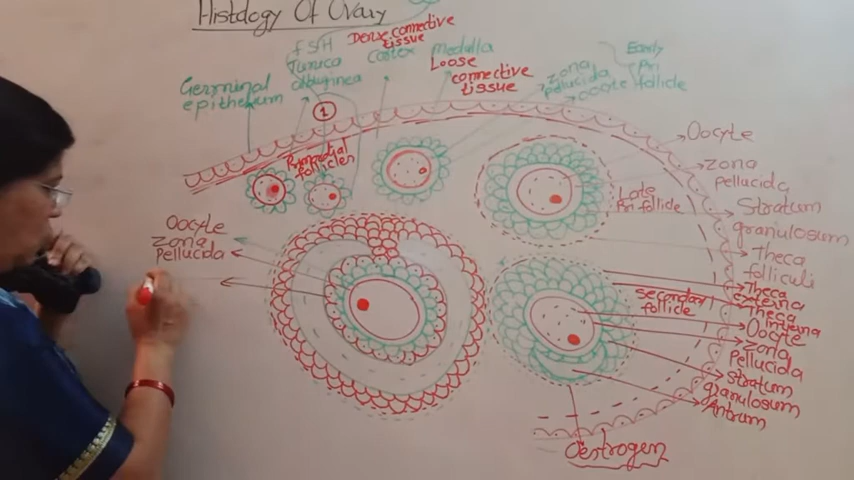 Histology Of Ovary
FSH
Tunica
albuginea
Dense connective
tissue
Cortex
Medulla
Loose
connective
tissue
Germinal
epithelium
zona
pellucida
oocyte
Early
Pri
follicle
1
Primordial
follicles
Oocyte
zona
Pellucida
Stratum
granulosum
Theca
folliculi
Late
Pri follicle
Oocyte
zona
Pellucida
Theca
externa
Theca
interna
Oocyte
zona
Pellucida
Stratum
granulosum
Antrum
secondary
follicle
Oestrogen